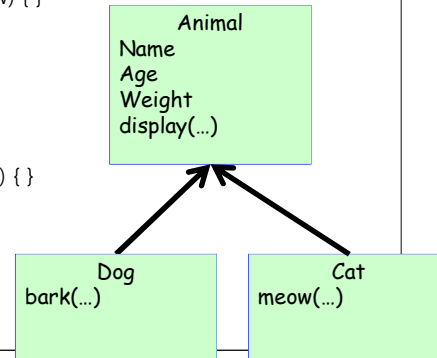 ) { }
Animal
Name
Age
Weight
display(...)
) { }
Dog
bark(...)
Cat
meow(...)